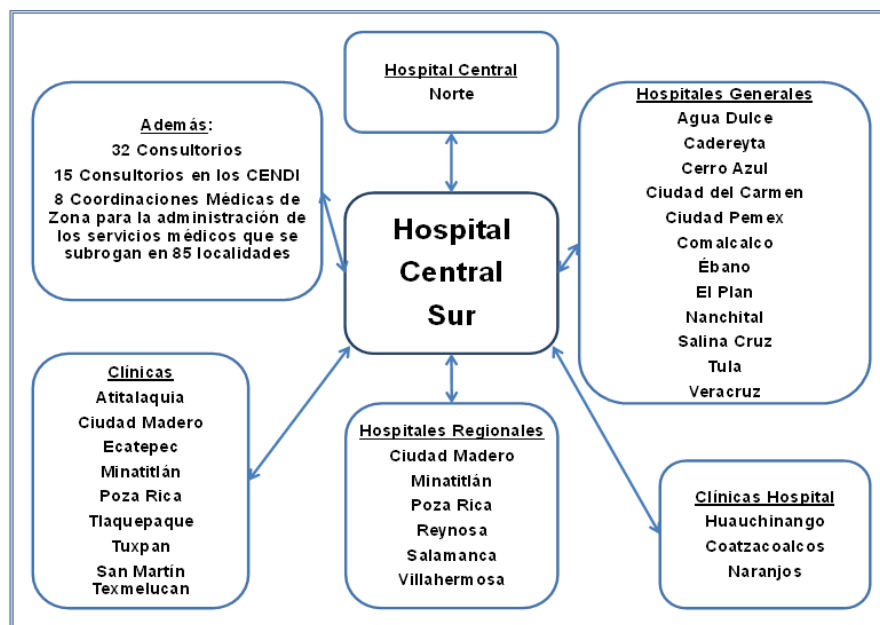 Hospital Central
Norte
Además:
32 Consultorios
15 Consultorios en los CENDI
8 Coordinaciones Médicas de
Zona para la administración de
los servicios médicos que se
subrogan en 85 localidades
Hospital
Central
Sur
Hospitales Generales
Agua Dulce
Cadereyta
Cerro Azul
Ciudad del Carmen
Ciudad Pemex
Comalcalco
Ébano
El Plan
Nanchital
Salina Cruz
Tula
Veracruz
Clínicas
Atitalaquia
Ciudad Madero
Ecatepec
Minatitlán
Poza Rica
Tlaquepaque
Tuxpan
San Martín
Texmelucan
Hospitales Regionales
Ciudad Madero
Minatitlán
Poza Rica
Reynosa
Salamanca
Villahermosa
Clínicas Hospital
Huauchinango
Coatzacoalcos
Naranjos